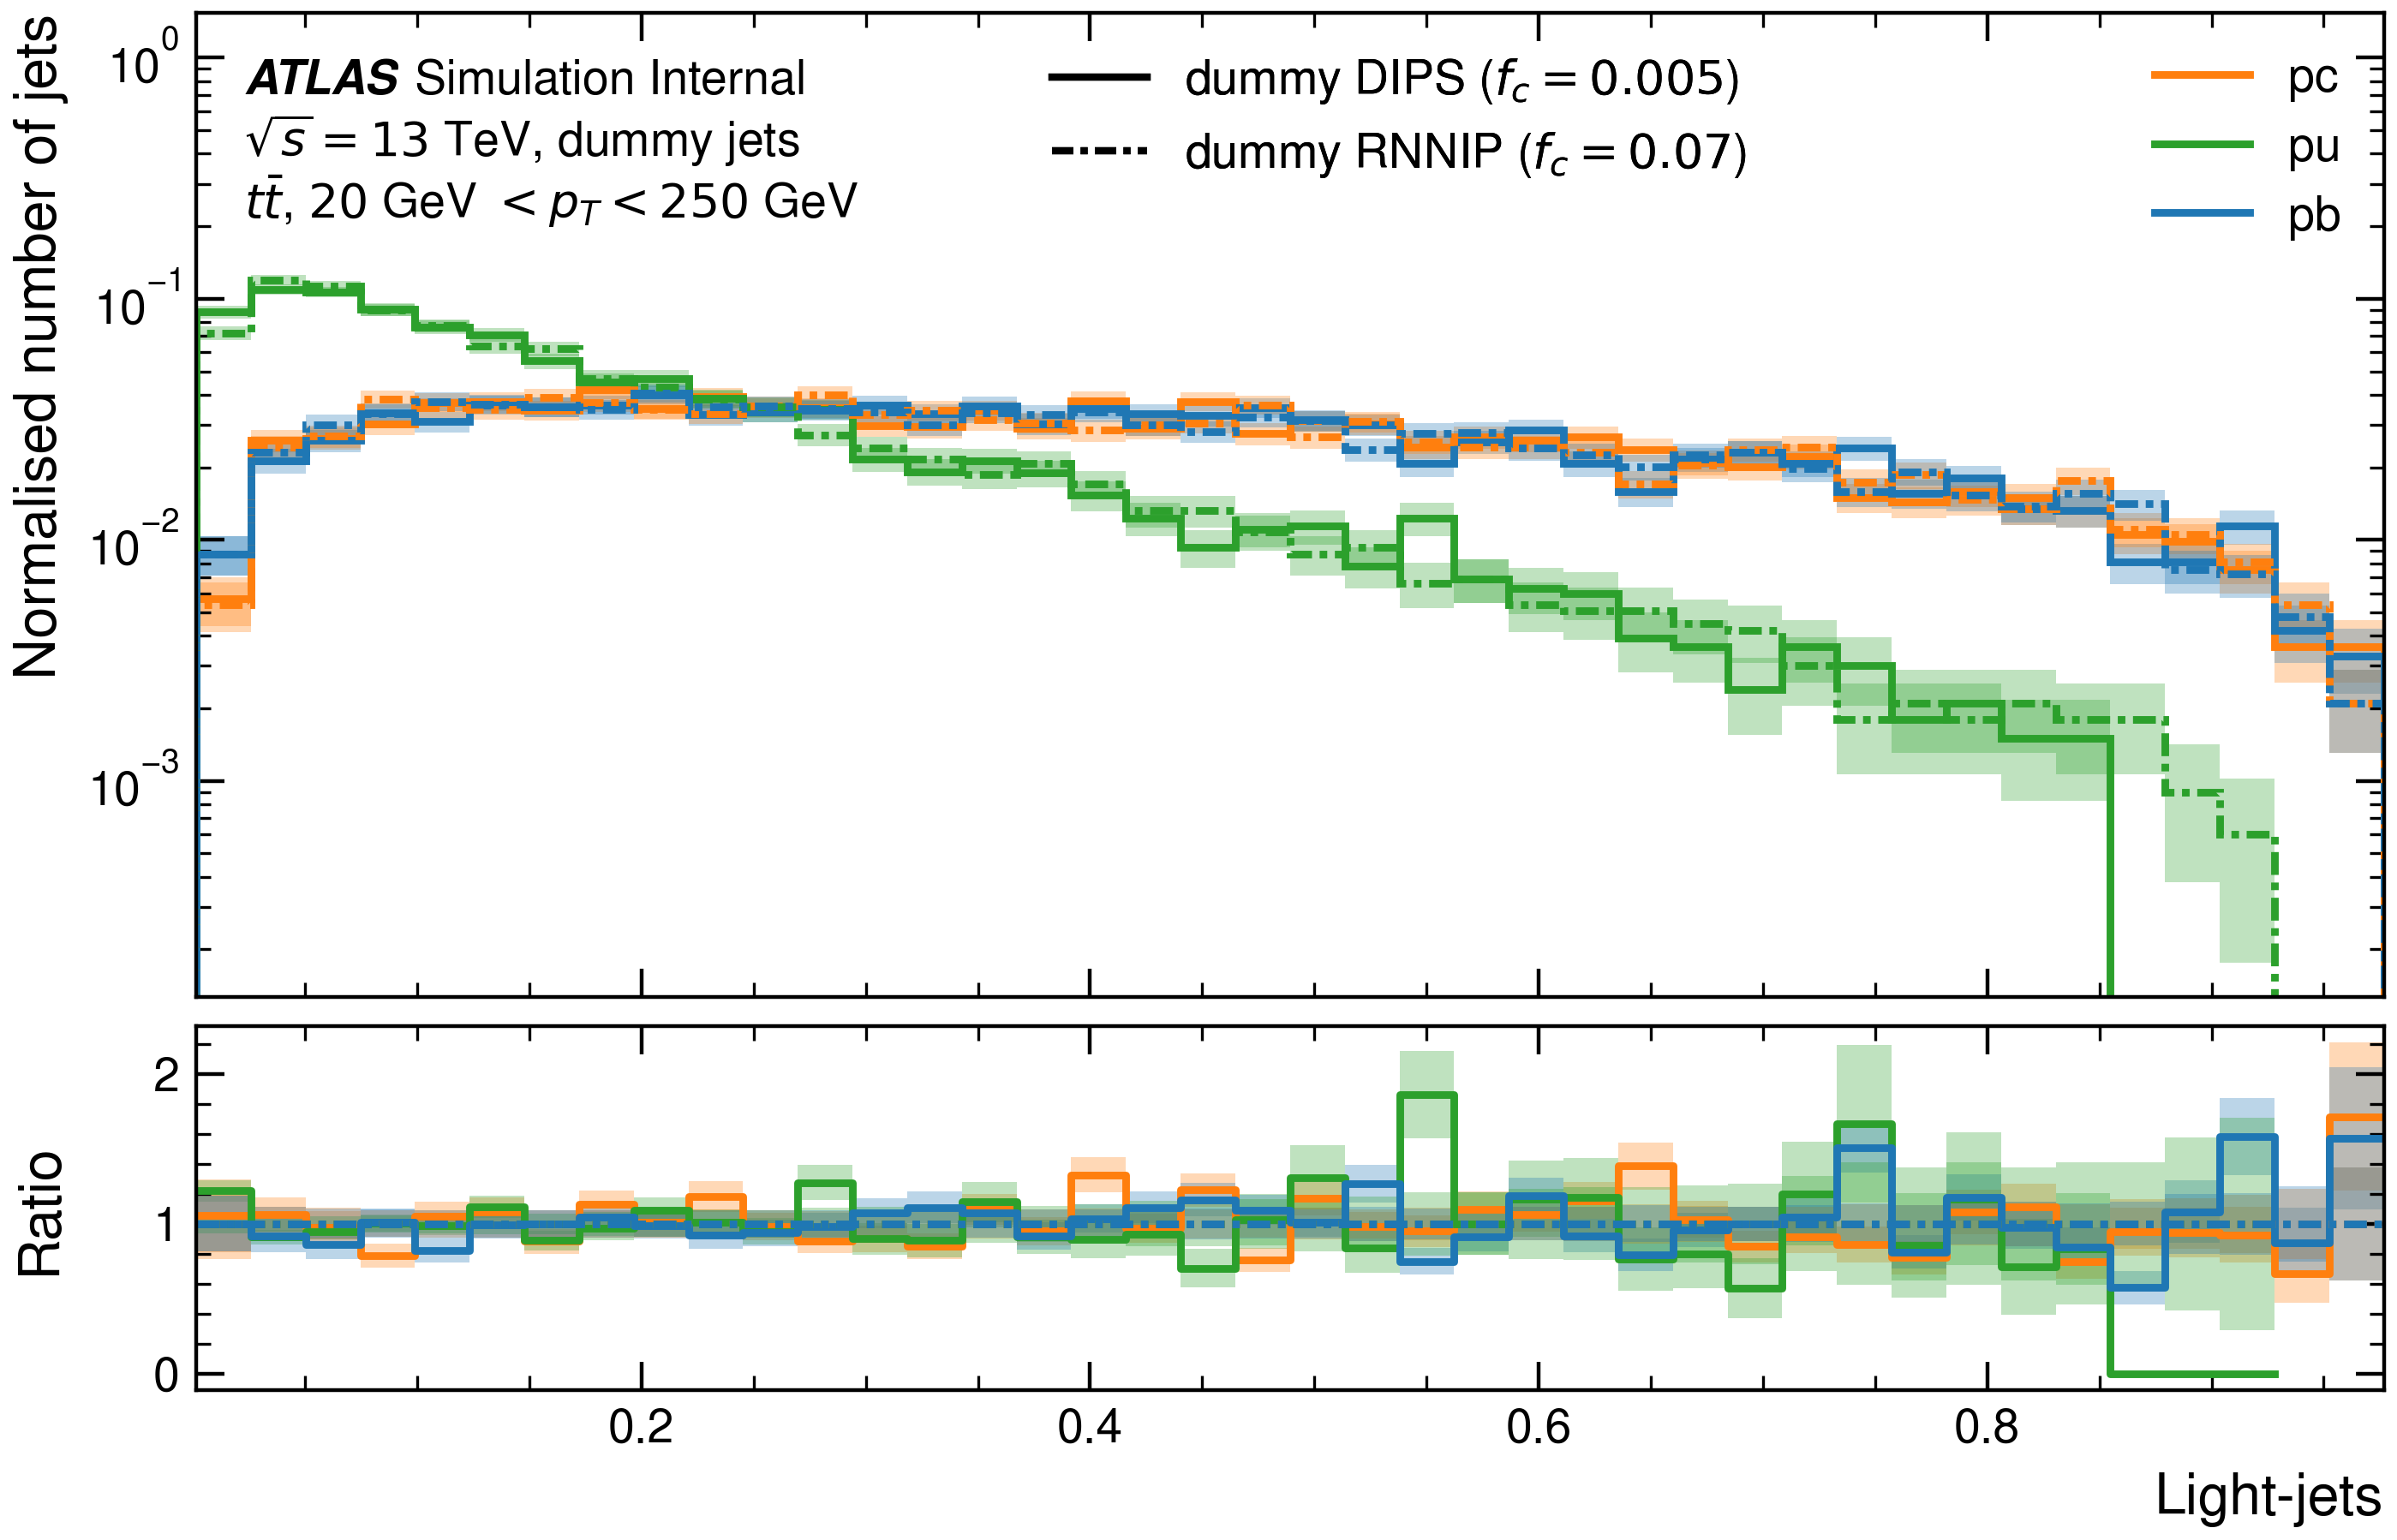 Normalised number of jets
10⁰
10⁻¹
10⁻²
10⁻³
ATLAS Simulation Internal
√s = 13 TeV, dummy jets
tt̄, 20 GeV < p_T < 250 GeV
dummy DIPS (f_c = 0.005)
dummy RNNIP (f_c = 0.07)
pc
pu
pb
Ratio
2
1
0
0.2 0.4 0.6 0.8
Light-jets